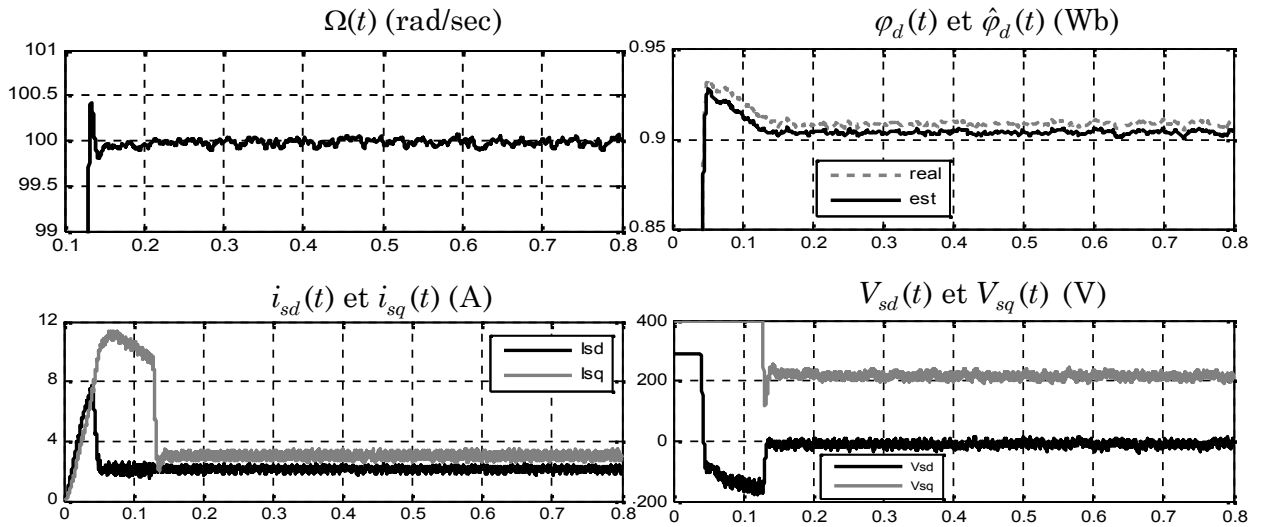 Ω(t) (rad/sec)
φ_d(t) et φ̂_d(t) (Wb)
101
100.5
100
99.5
99
0.1 0.2 0.3 0.4 0.5 0.6 0.7 0.8
0.95
0.9
0.85
real
est
0 0.1 0.2 0.3 0.4 0.5 0.6 0.7 0.8
i_sd(t) et i_sq(t) (A)
V_sd(t) et V_sq(t) (V)
12
8
4
0
Isd
Isq
0 0.1 0.2 0.3 0.4 0.5 0.6 0.7 0.8
400
200
0
-200
Vsd
Vsq
0 0.1 0.2 0.3 0.4 0.5 0.6 0.7 0.8